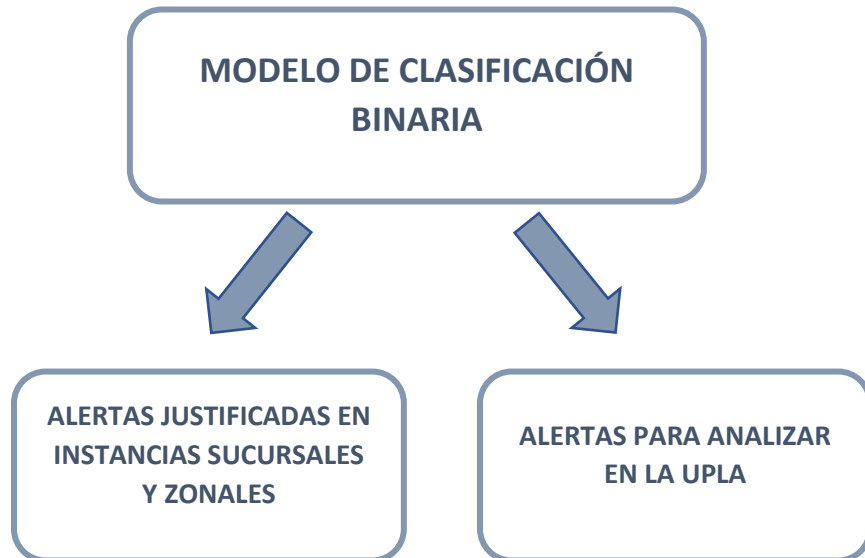 MODELO DE CLASIFICACIÓN
BINARIA
ALERTAS JUSTIFICADAS EN
INSTANCIAS SUCURSALES
Y ZONALES
ALERTAS PARA ANALIZAR
EN LA UPLA